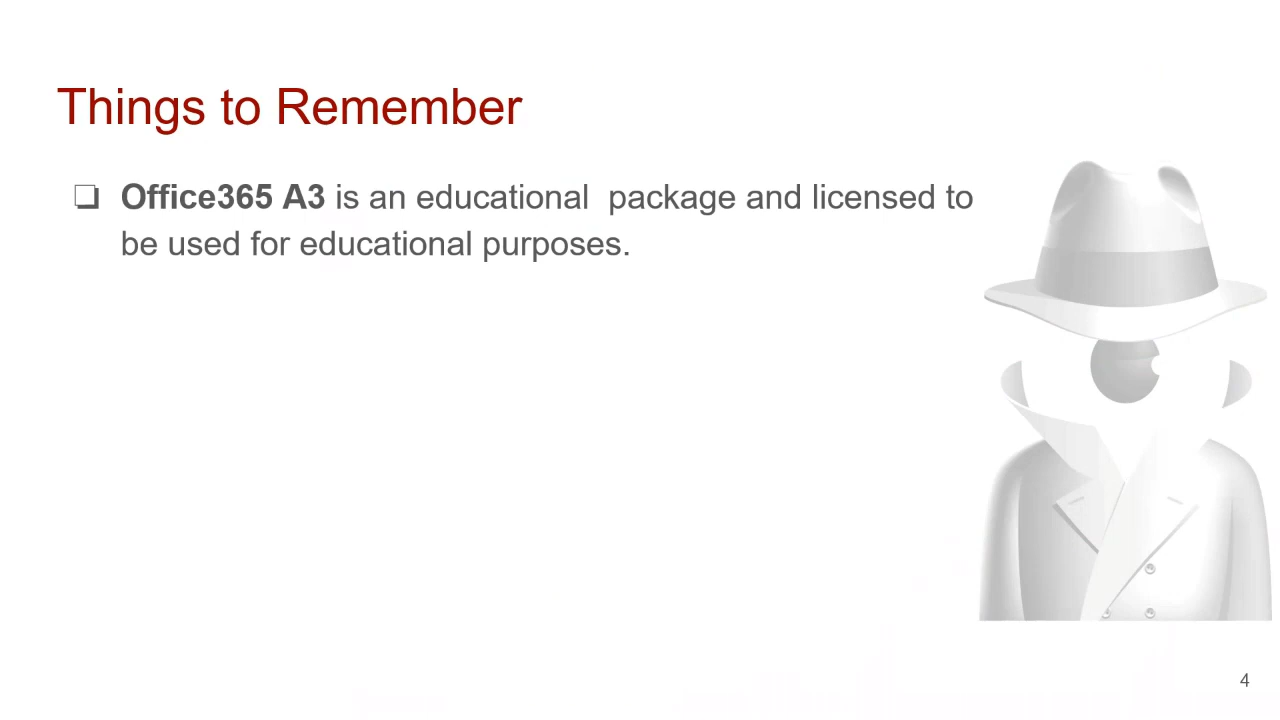 Things to Remember
❏ Office365 A3 is an educational  package and licensed to
be used for educational purposes.
4